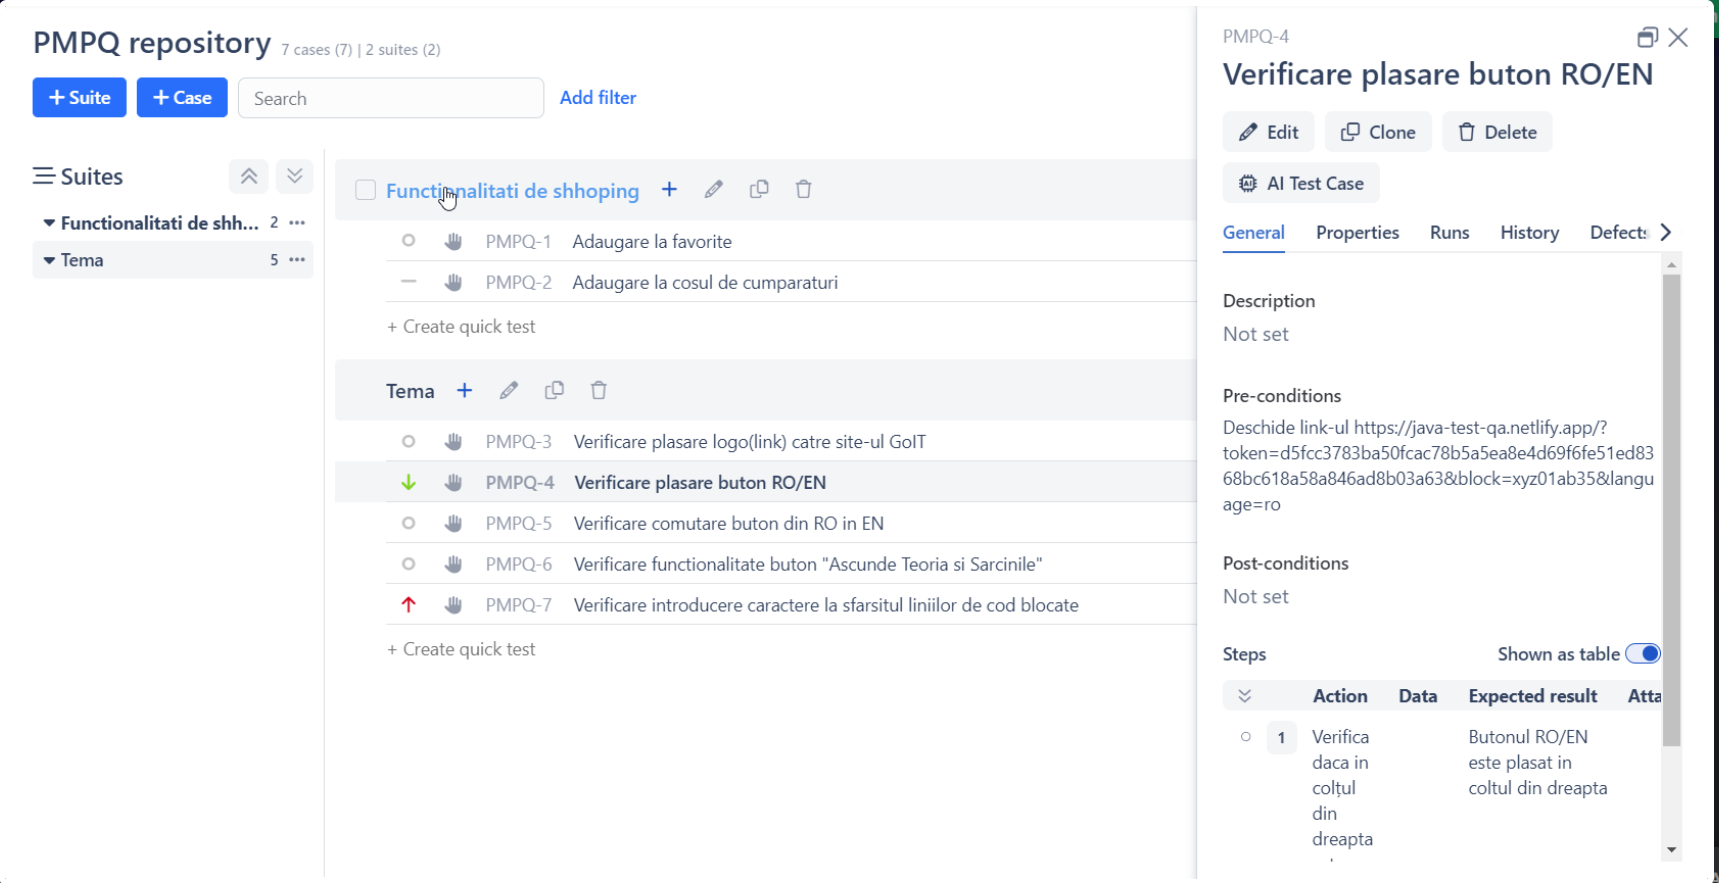 PMPQ repository 7 cases (7) | 2 suites (2)
+ Suite
+ Case
Search
Add filter
Suites
Functionalitati de shh... 2
Tema 5
Functionalitati de shhoping
PMPQ-1 Adaugare la favorite
PMPQ-2 Adaugare la cosul de cumparaturi
+ Create quick test
Tema
PMPQ-3 Verificare plasare logo(link) catre site-ul GoIT
PMPQ-4 Verificare plasare buton RO/EN
PMPQ-5 Verificare comutare buton din RO in EN
PMPQ-6 Verificare functionalitate buton "Ascunde Teoria si Sarcinile"
PMPQ-7 Verificare introducere caractere la sfarsitul liniilor de cod blocate
+ Create quick test
PMPQ-4
Verificare plasare buton RO/EN
Edit
Clone
Delete
AI Test Case
General Properties Runs History Defects
Description
Not set
Pre-conditions
Deschide link-ul https://java-test-qa.netlify.app/?
token=d5fcc3783ba50fcac78b5a5ea8e4d69f6fe51ed83
68bc618a58a846ad8b03a63&block=xyz01ab35&langu
age=ro
Post-conditions
Not set
Steps
Shown as table
Action Data Expected result Atta
1
Verifica
daca in
colțul
din
dreapta
Butonul RO/EN
este plasat in
coltul din dreapta